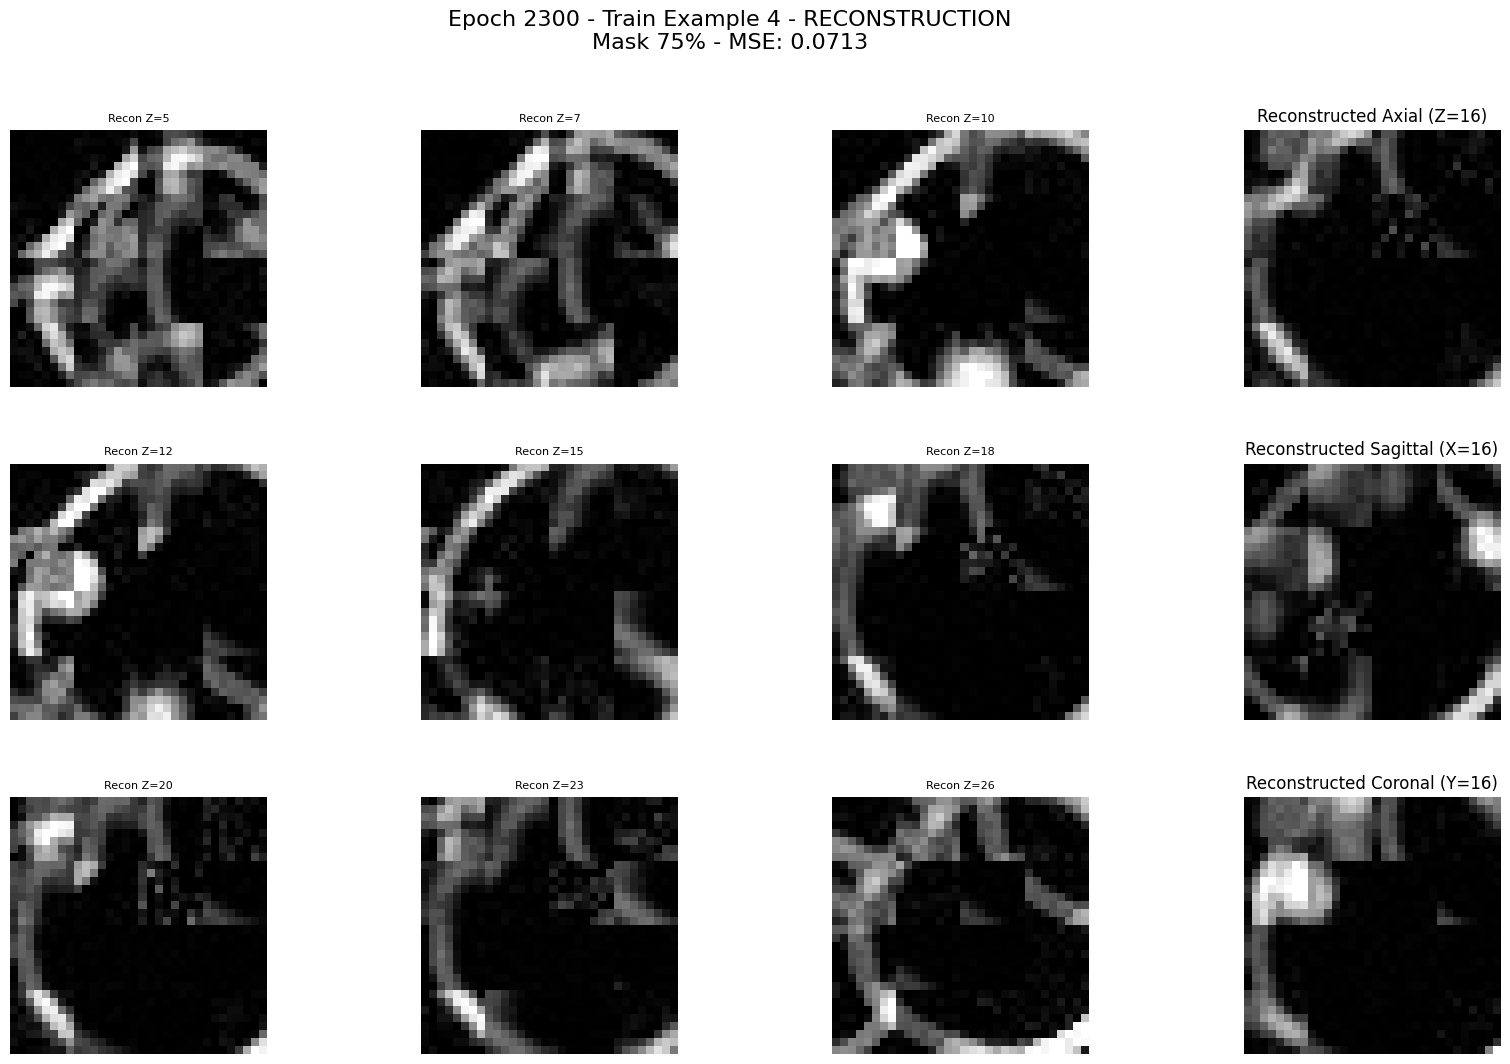 Epoch 2300 - Train Example 4 - RECONSTRUCTION
Mask 75% - MSE: 0.0713
Recon Z=5
Recon Z=7
Recon Z=10
Reconstructed Axial (Z=16)
Recon Z=12
Recon Z=15
Recon Z=18
Reconstructed Sagittal (X=16)
Recon Z=20
Recon Z=23
Recon Z=26
Reconstructed Coronal (Y=16)